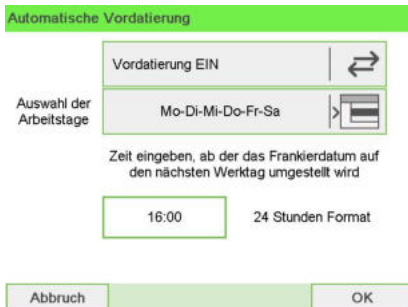 Automatische Vordatierung
Vordatierung EIN
Auswahl der
Arbeitstage
Mo-Di-Mi-Do-Fr-Sa
Zeit eingeben, ab der das Frankierdatum auf
den nächsten Werktag umgestellt wird
16:00
24 Stunden Format
Abbruch
OK